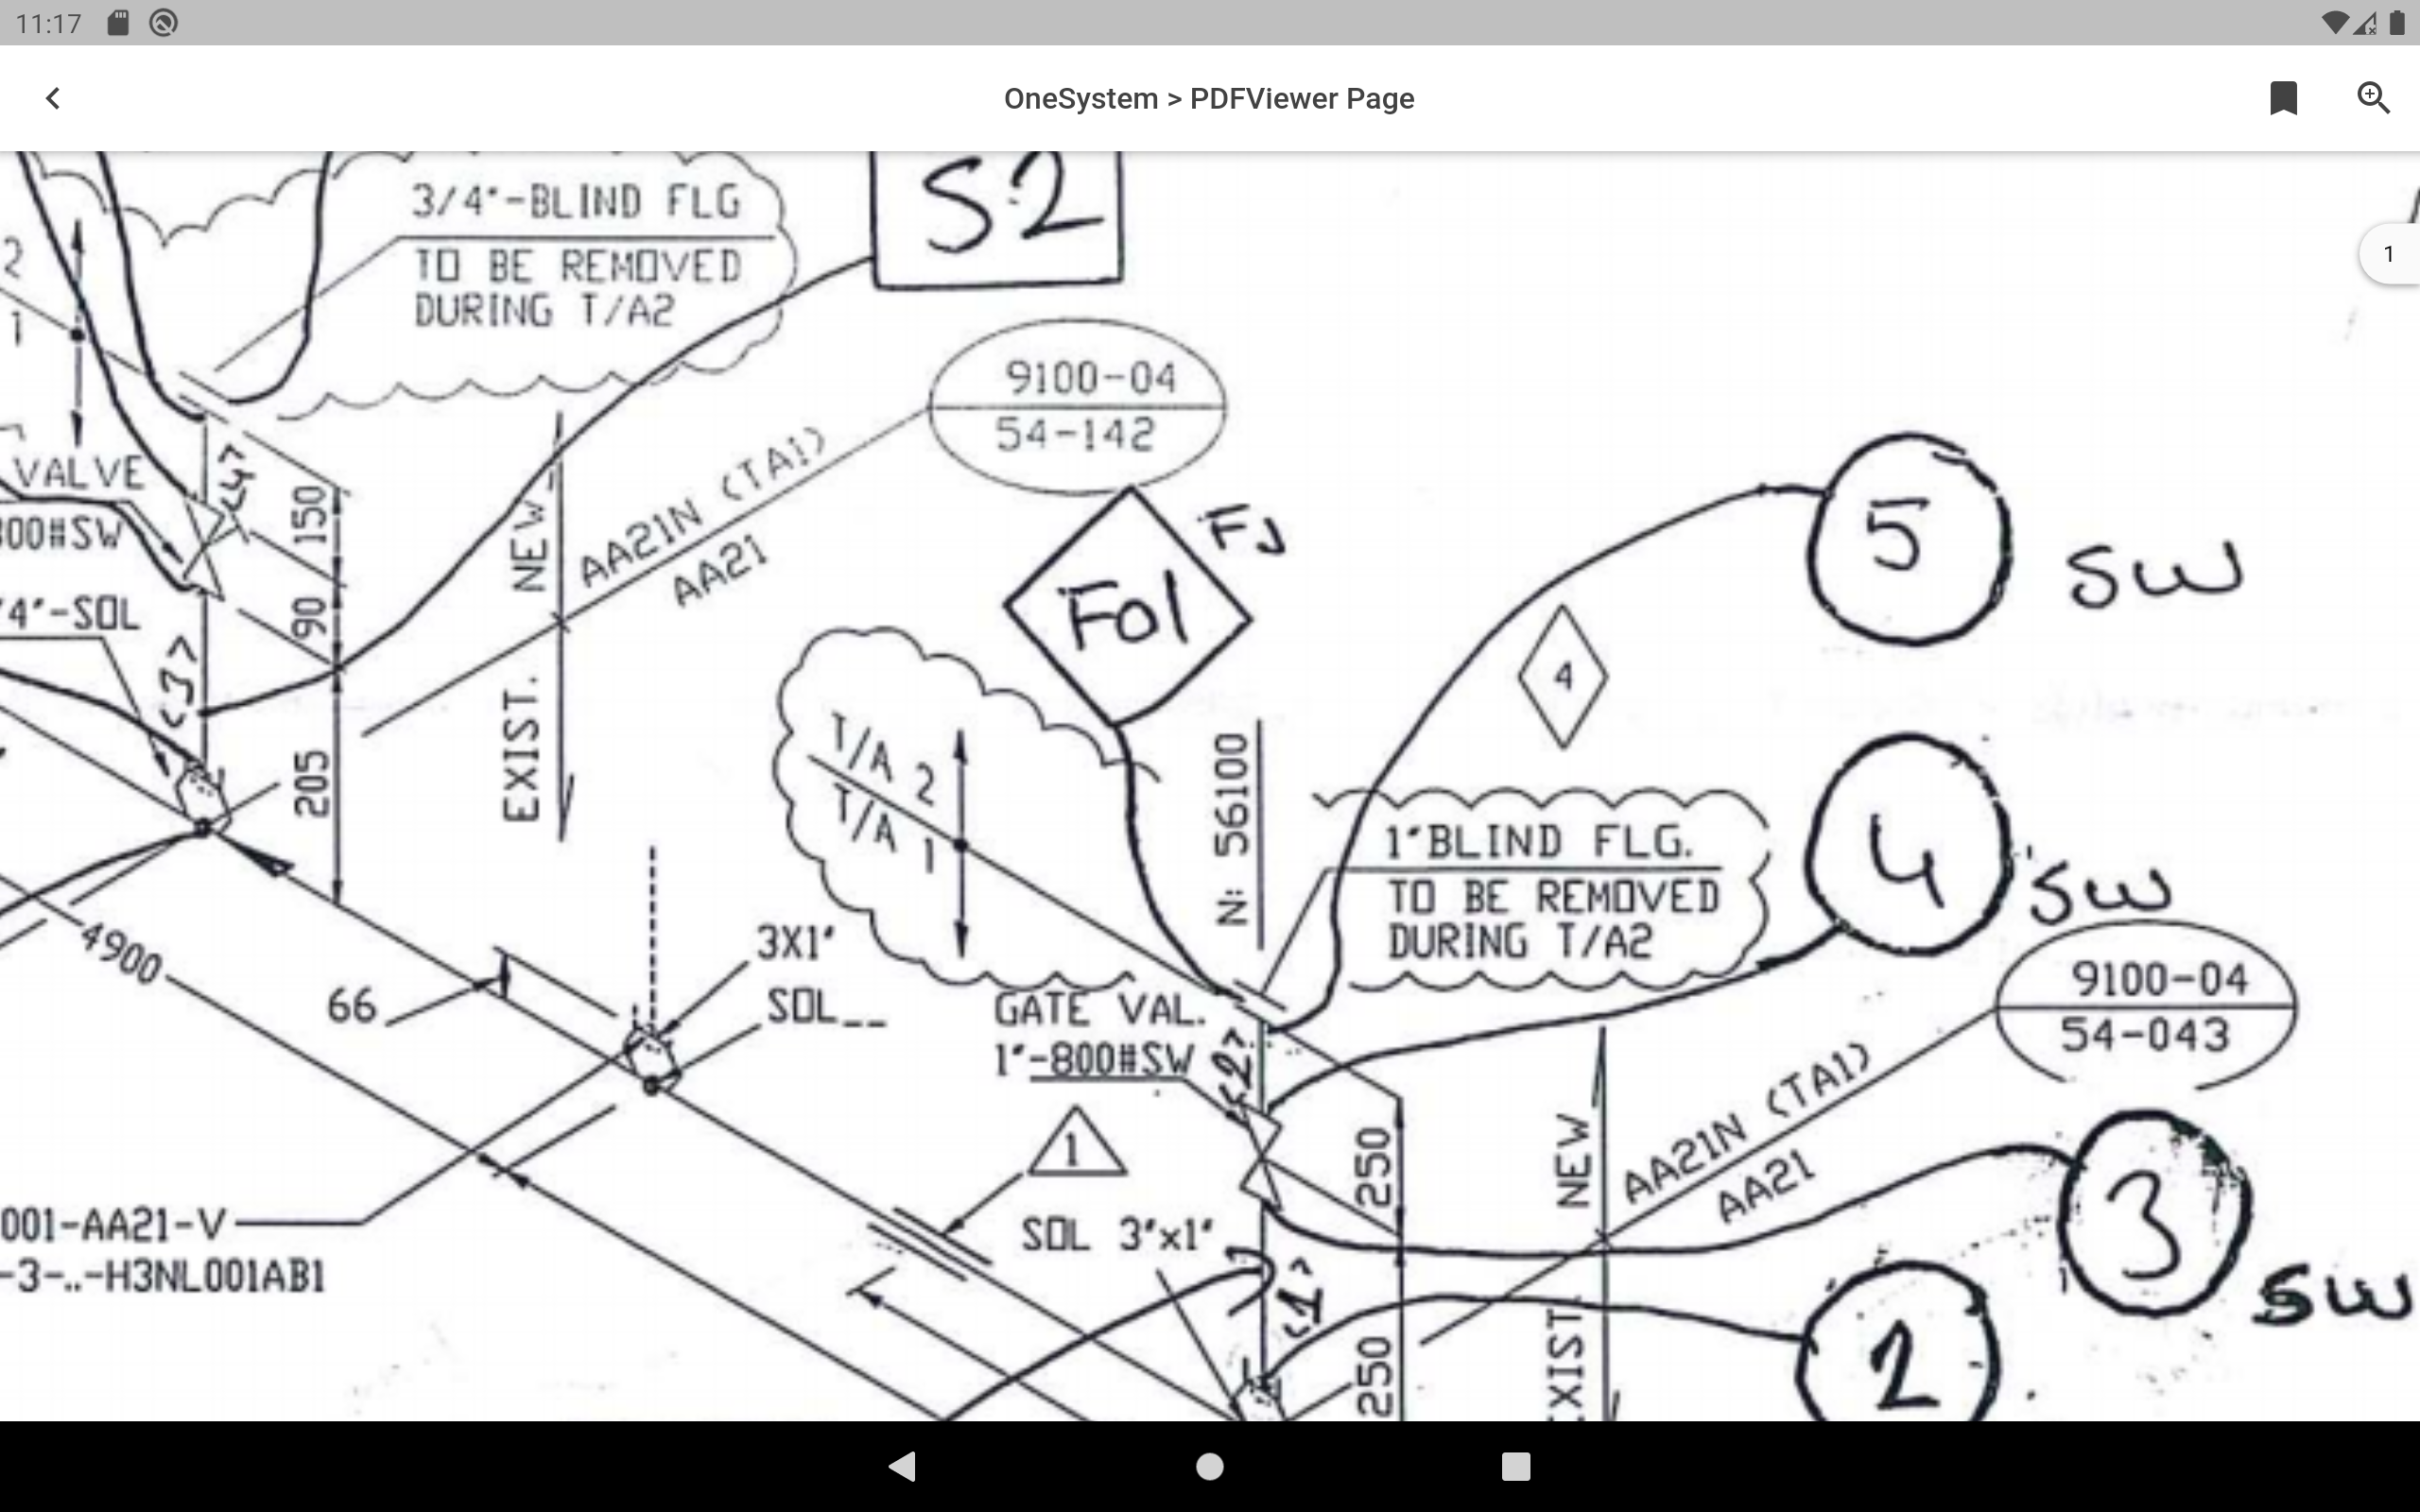 11:17
OneSystem > PDFViewer Page
1
S2
3/4"-BLIND FLG
TO BE REMOVED
DURING T/A2
2
1
9100-04
54-142
AA21N (TA1)
AA21
NEW
EXIST.
VALVE
800#SW
4"-SOL
<4>
<3>
150
90
205
F01
FJ
5
SW
4
T/A 2
T/A 1
N: 56100
1"BLIND FLG.
TO BE REMOVED
DURING T/A2
4
SW
9100-04
54-043
AA21N (TA1)
AA21
NEW
EXIST.
4900
66
3X1"
SOL__
GATE VAL.
1"-800#SW
<2>
1
SOL 3"x1"
<1>
250
250
001-AA21-V
-3-..-H3NL001AB1
3
SW
2